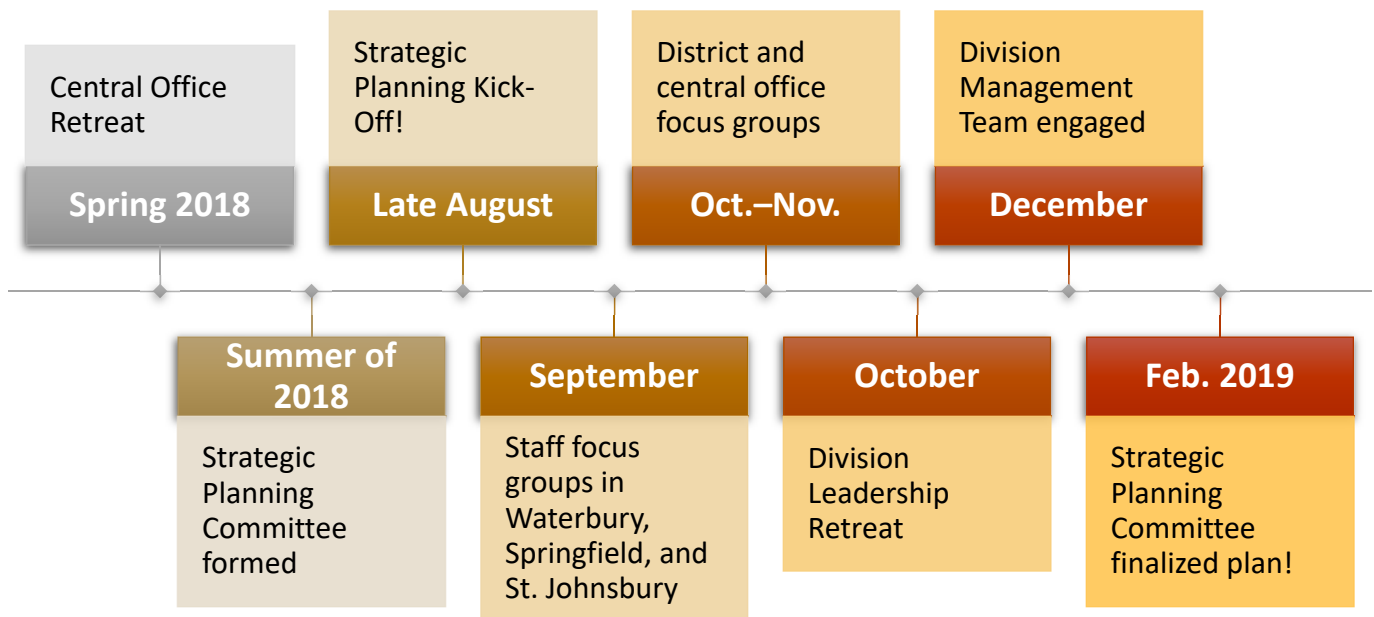 Central Office
Retreat
Spring 2018
Strategic
Planning Kick-
Off!
Late August
District and
central office
focus groups
Oct.–Nov.
Division
Management
Team engaged
December
Summer of
2018
Strategic
Planning
Committee
formed
September
Staff focus
groups in
Waterbury,
Springfield, and
St. Johnsbury
October
Division
Leadership
Retreat
Feb. 2019
Strategic
Planning
Committee
finalized plan!